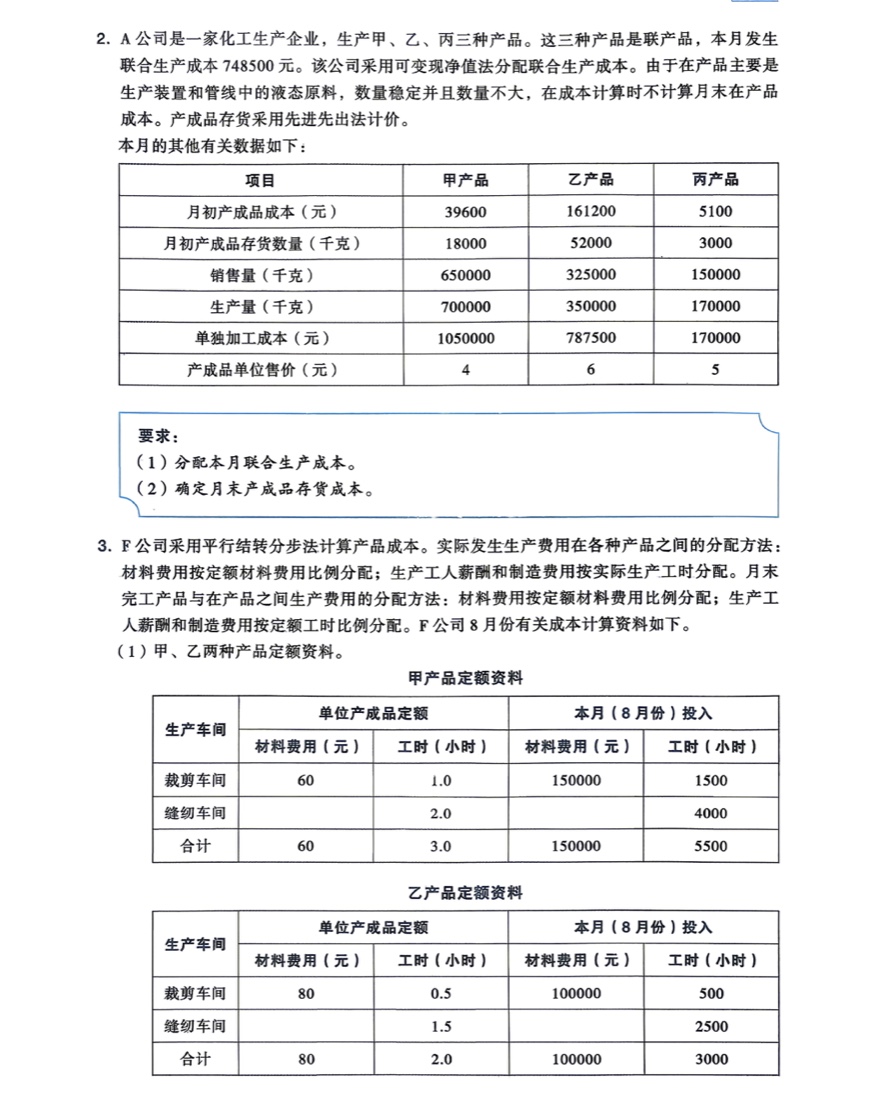 2. A公司是一家化工生产企业，生产甲、乙、丙三种产品。这三种产品是联产品，本月发生
联合生产成本748500元。该公司采用可变现净值法分配联合生产成本。由于在产品主要是
生产装置和管线中的液态原料，数量稳定并且数量不大，在成本计算时不计算月末在产品
成本。产成品存货采用先进先出法计价。
本月的其他有关数据如下：
项目 甲产品 乙产品 丙产品
月初产成品成本（元） 39600 161200 5100
月初产成品存货数量（千克） 18000 52000 3000
销售量（千克） 650000 325000 150000
生产量（千克） 700000 350000 170000
单独加工成本（元） 1050000 787500 170000
产成品单位售价（元） 4 6 5
要求：
（1）分配本月联合生产成本。
（2）确定月末产成品存货成本。
3. F公司采用平行结转分步法计算产品成本。实际发生生产费用在各种产品之间的分配方法：
材料费用按定额材料费用比例分配；生产工人薪酬和制造费用按实际生产工时分配。月末
完工产品与在产品之间生产费用的分配方法：材料费用按定额材料费用比例分配；生产工
人薪酬和制造费用按定额工时比例分配。F公司8月份有关成本计算资料如下。
（1）甲、乙两种产品定额资料。
甲产品定额资料
生产车间 单位产成品定额 本月（8月份）投入
材料费用（元） 工时（小时） 材料费用（元） 工时（小时）
裁剪车间 60 1.0 150000 1500
缝纫车间 2.0 4000
合计 60 3.0 150000 5500
乙产品定额资料
生产车间 单位产成品定额 本月（8月份）投入
材料费用（元） 工时（小时） 材料费用（元） 工时（小时）
裁剪车间 80 0.5 100000 500
缝纫车间 1.5 2500
合计 80 2.0 100000 3000